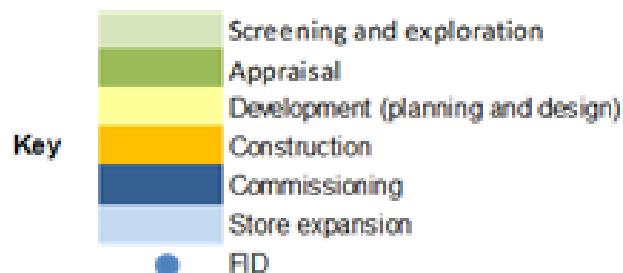 Screening and exploration
Appraisal
Development (planning and design)
Key
Construction
Commissioning
Store expansion
FID